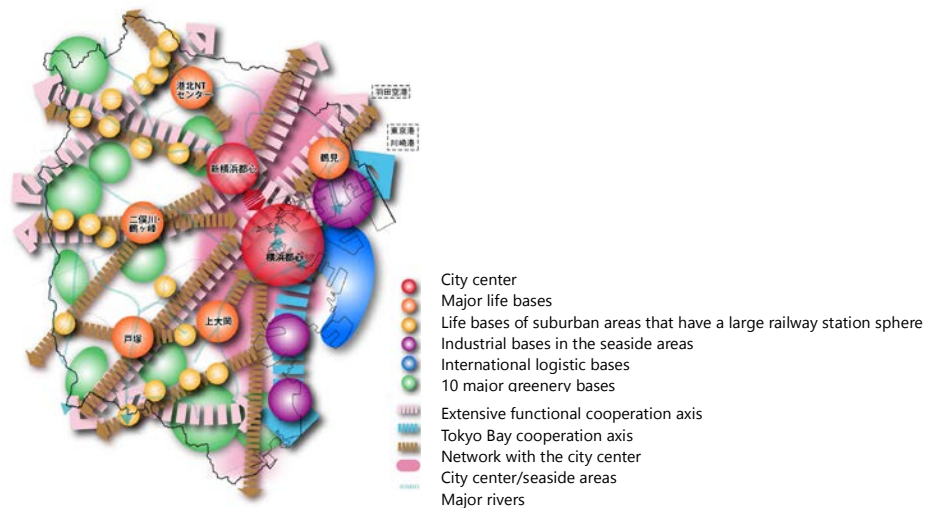 港北NT
センター
羽田空港
東京港
川崎港
鶴見
新横浜都心
二俣川・
鶴ヶ峰
横浜都心
上大岡
戸塚
City center
Major life bases
Life bases of suburban areas that have a large railway station sphere
Industrial bases in the seaside areas
International logistic bases
10 major greenery bases
Extensive functional cooperation axis
Tokyo Bay cooperation axis
Network with the city center
City center/seaside areas
Major rivers